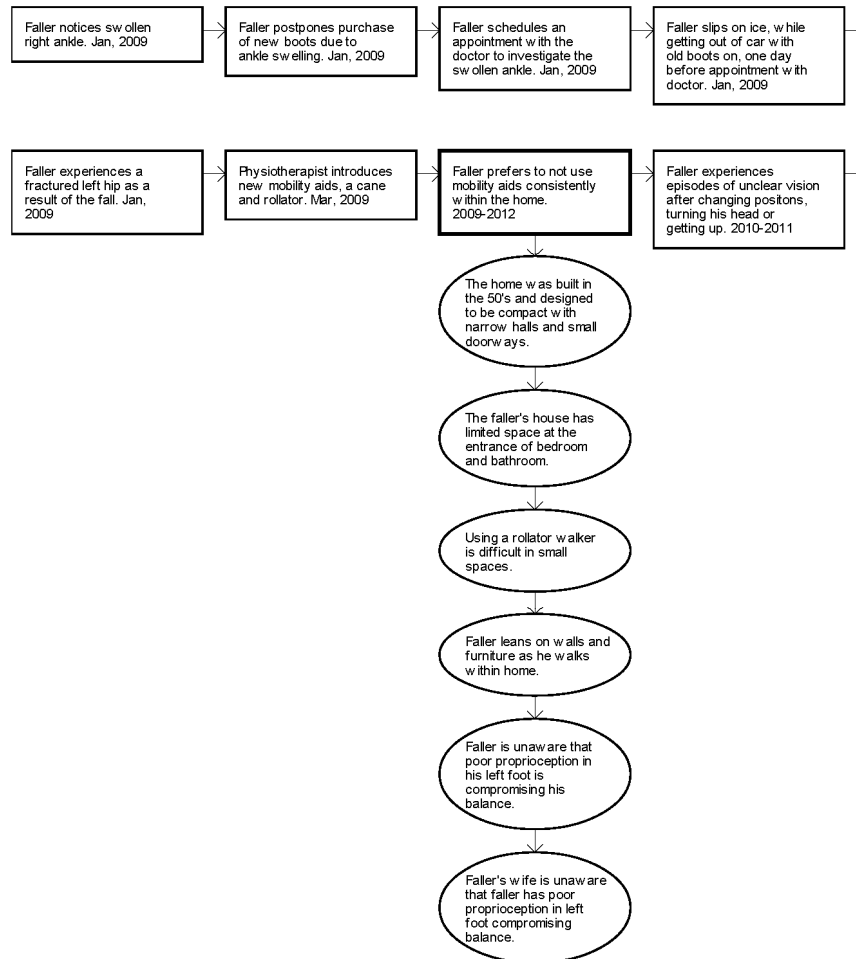 Faller notices swollen
right ankle. Jan, 2009
Faller postpones purchase
of new boots due to
ankle swelling. Jan, 2009
Faller schedules an
appointment with the
doctor to investigate the
swollen ankle. Jan, 2009
Faller slips on ice, while
getting out of car with
old boots on, one day
before appointment with
doctor. Jan, 2009
Faller experiences a
fractured left hip as a
result of the fall. Jan,
2009
Physiotherapist introduces
new mobility aids, a cane
and rollator. Mar, 2009
Faller prefers to not use
mobility aids consistently
within the home.
2009-2012
Faller experiences
episodes of unclear vision
after changing positons,
turning his head or
getting up. 2010-2011
The home was built in
the 50's and designed
to be compact with
narrow halls and small
doorways.
The faller's house has
limited space at the
entrance of bedroom
and bathroom.
Using a rollator walker
is difficult in small
spaces.
Faller leans on walls and
furniture as he walks
within home.
Faller is unaware that
poor proprioception in
his left foot is
compromising his
balance.
Faller's wife is unaware
that faller has poor
proprioception in left
foot compromising
balance.